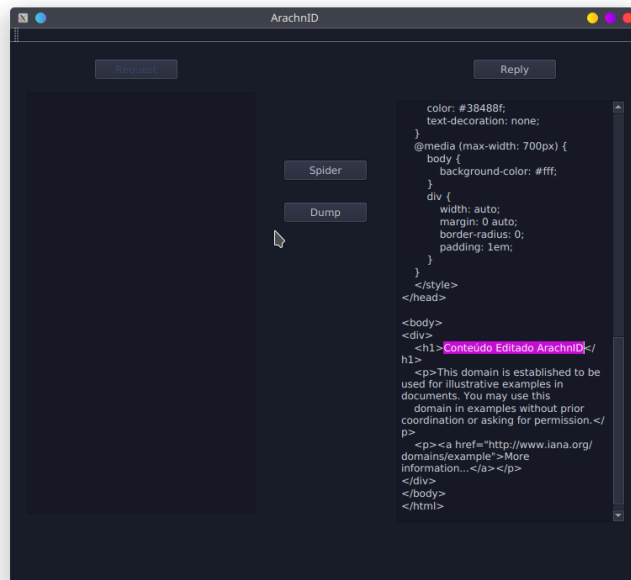 ArachnID
Request
Reply
Spider
Dump
color: #38488f;
text-decoration: none;
}
@media (max-width: 700px) {
body {
background-color: #fff;
}
div {
width: auto;
margin: 0 auto;
border-radius: 0;
padding: 1em;
}
}
</style>
</head>
<body>
<div>
<h1>Conteúdo Editado ArachnID</
h1>
<p>This domain is established to be
used for illustrative examples in
documents. You may use this
domain in examples without prior
coordination or asking for permission.</
p>
<p><a href="http://www.iana.org/
domains/example">More
information...</a></p>
</div>
</body>
</html>